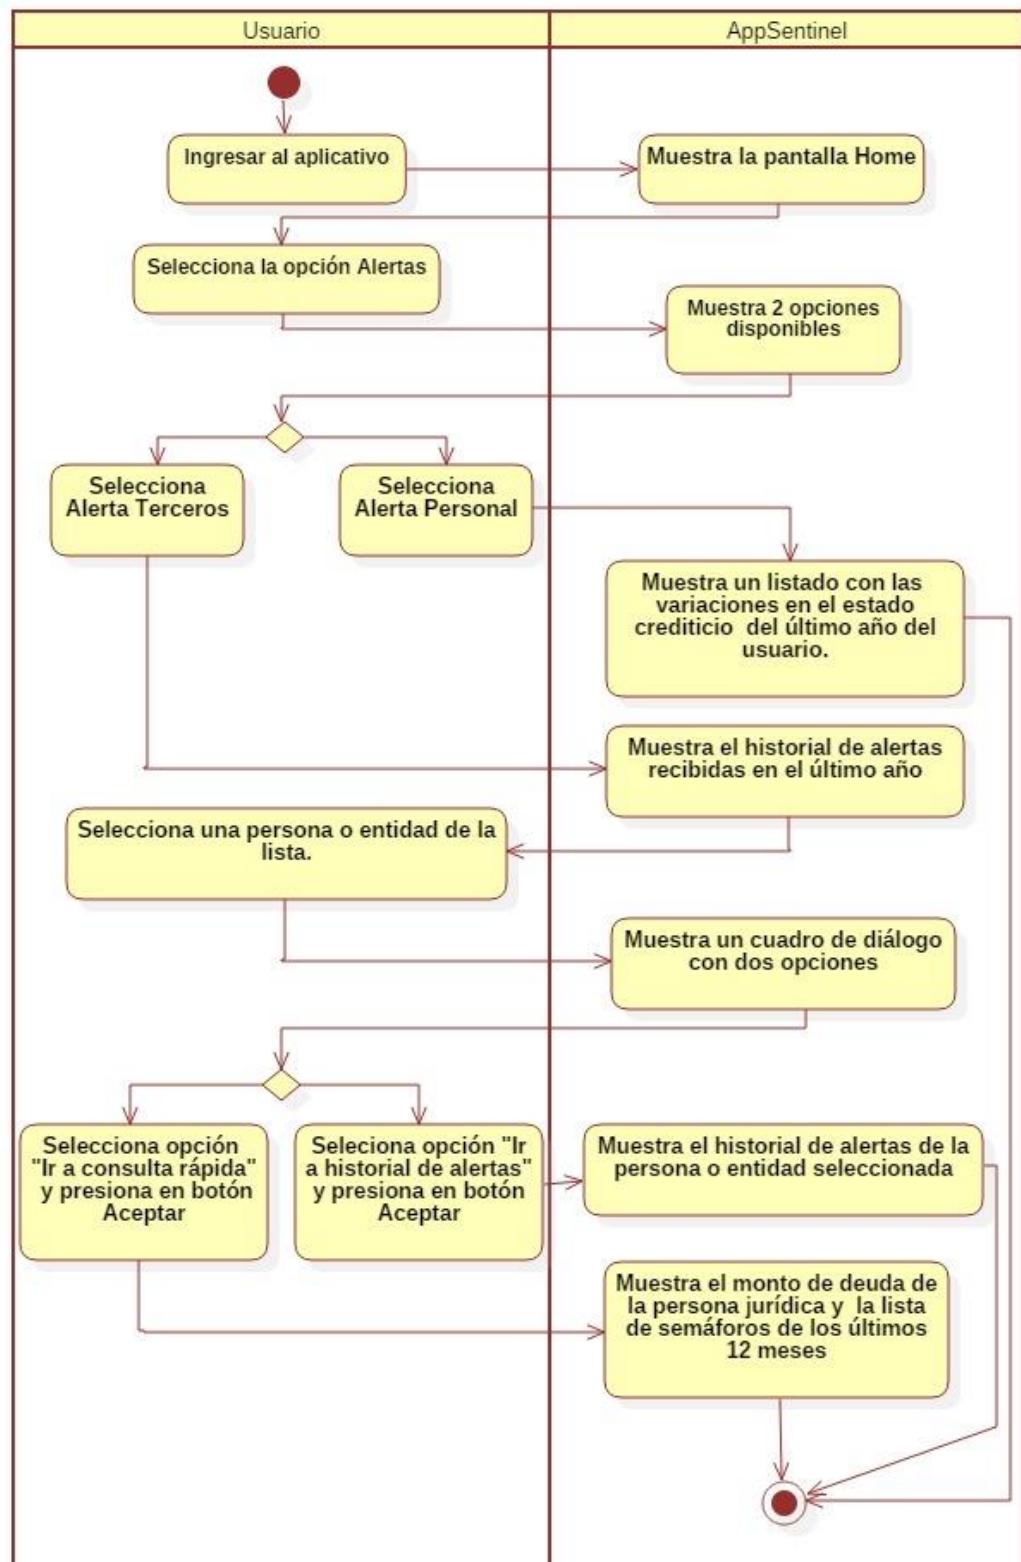 Usuario
AppSentinel
Ingresar al aplicativo
Muestra la pantalla Home
Selecciona la opción Alertas
Muestra 2 opciones
disponibles
Selecciona
Alerta Terceros
Selecciona
Alerta Personal
Muestra un listado con las
variaciones en el estado
crediticio del último año del
usuario.
Muestra el historial de alertas
recibidas en el último año
Selecciona una persona o entidad de la
lista.
Muestra un cuadro de diálogo
con dos opciones
Selecciona opción
"Ir a consulta rápida"
y presiona en botón
Aceptar
Seleciona opción "Ir
a historial de alertas"
y presiona en botón
Aceptar
Muestra el historial de alertas de la
persona o entidad seleccionada
Muestra el monto de deuda de
la persona jurídica y la lista
de semáforos de los últimos
12 meses